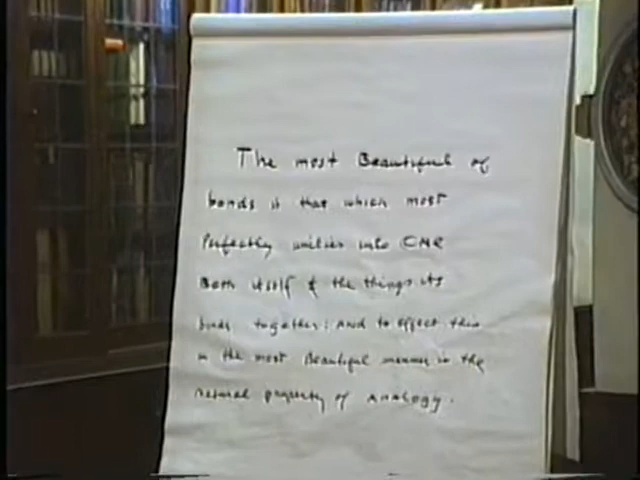 The most Beautiful of
bonds is that which most
Perfectly unities into ONE
Both itself & the things its
binds together; and to effect this
in the most Beautiful manner is the
natural property of ANALOGY.